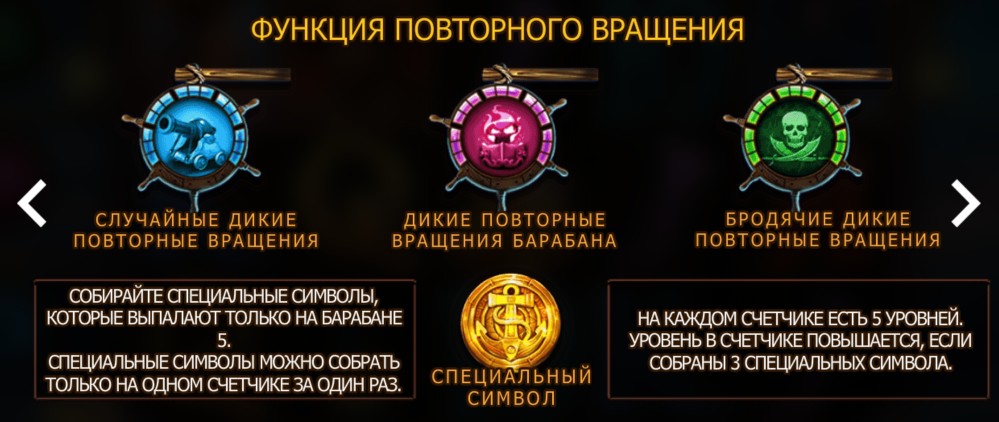 ФУНКЦИЯ ПОВТОРНОГО ВРАЩЕНИЯ
СЛУЧАЙНЫЕ ДИКИЕ
ПОВТОРНЫЕ ВРАЩЕНИЯ
ДИКИЕ ПОВТОРНЫЕ
ВРАЩЕНИЯ БАРАБАНА
БРОДЯЧИЕ ДИКИЕ
ПОВТОРНЫЕ ВРАЩЕНИЯ
СОБИРАЙТЕ СПЕЦИАЛЬНЫЕ СИМВОЛЫ,
КОТОРЫЕ ВЫПАЛАЮТ ТОЛЬКО НА БАРАБАНЕ
5.
СПЕЦИАЛЬНЫЕ СИМВОЛЫ МОЖНО СОБРАТЬ
ТОЛЬКО НА ОДНОМ СЧЕТЧИКЕ ЗА ОДИН РАЗ.
СПЕЦИАЛЬНЫЙ
СИМВОЛ
НА КАЖДОМ СЧЕТЧИКЕ ЕСТЬ 5 УРОВНЕЙ.
УРОВЕНЬ В СЧЕТЧИКЕ ПОВЫШАЕТСЯ, ЕСЛИ
СОБРАНЫ 3 СПЕЦИАЛЬНЫХ СИМВОЛА.